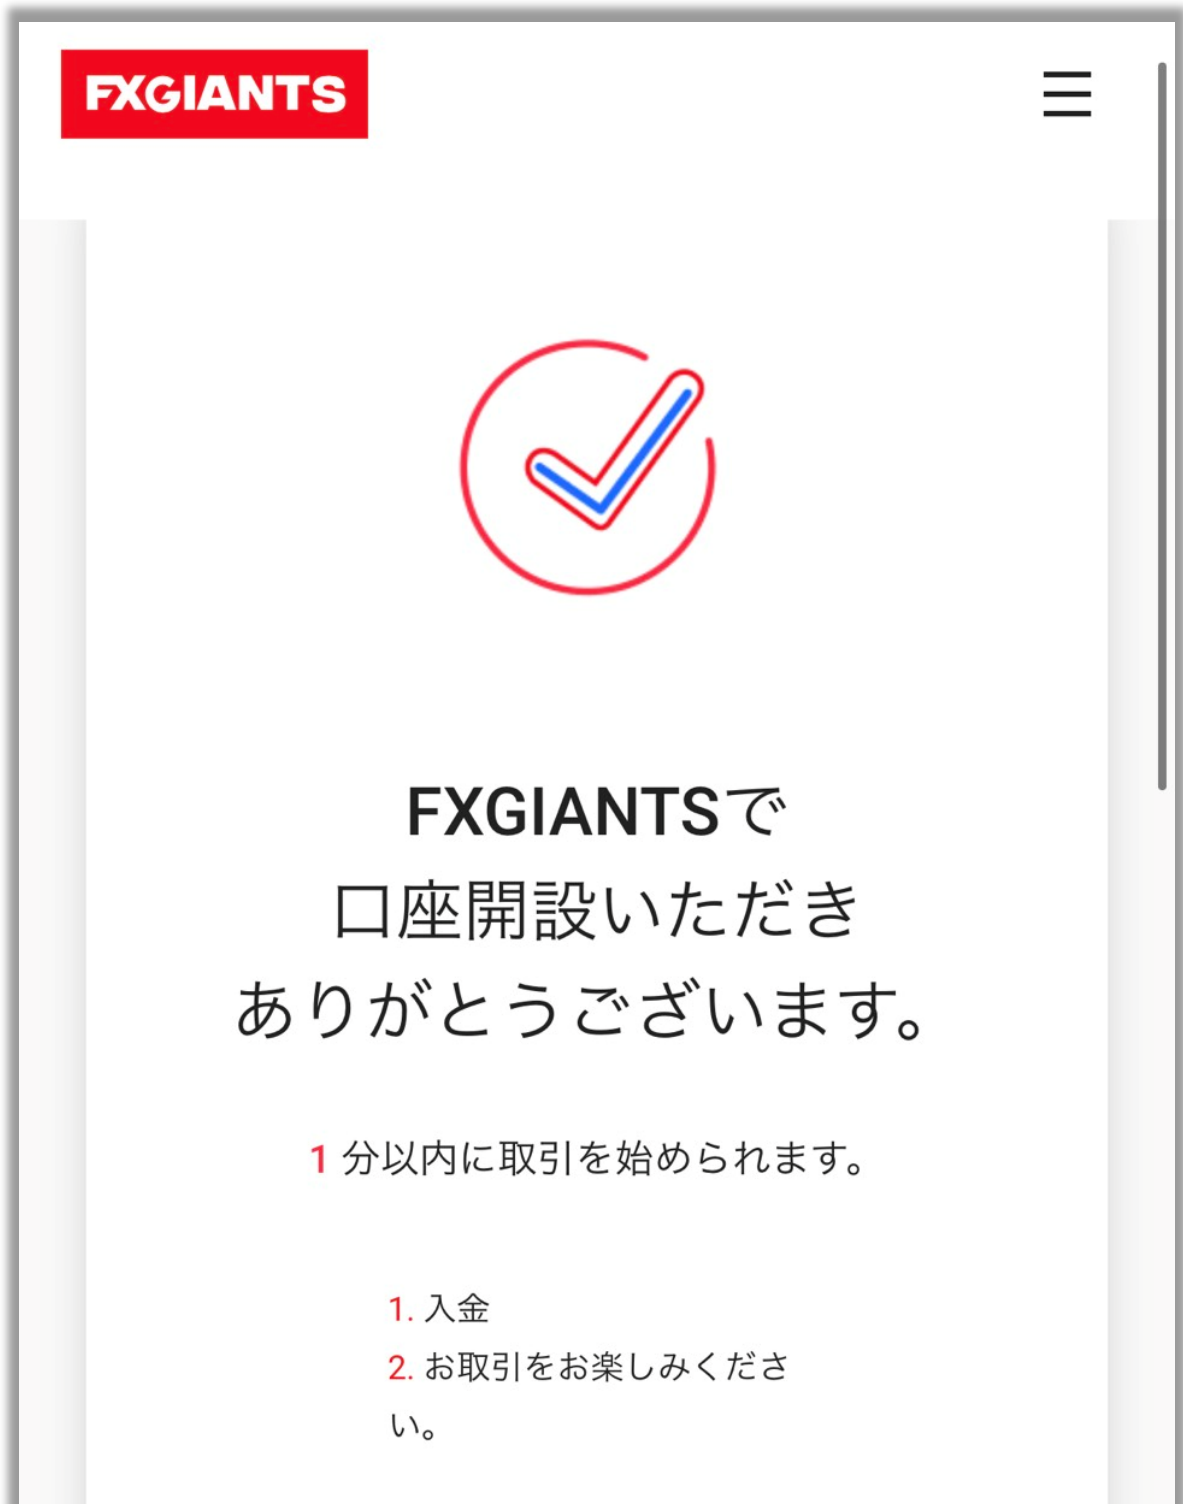 FXGIANTS
FXGIANTSで
口座開設いただき
ありがとうございます。
1 分以内に取引を始められます。
1. 入金
2. お取引をお楽しみくださ
い。